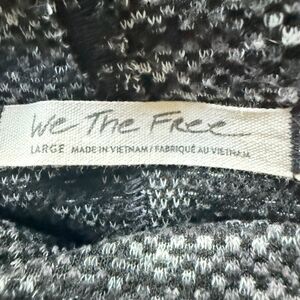 We The Free
LARGE MADE IN VIETNAM / FABRIQUÉ AU VIETNAM